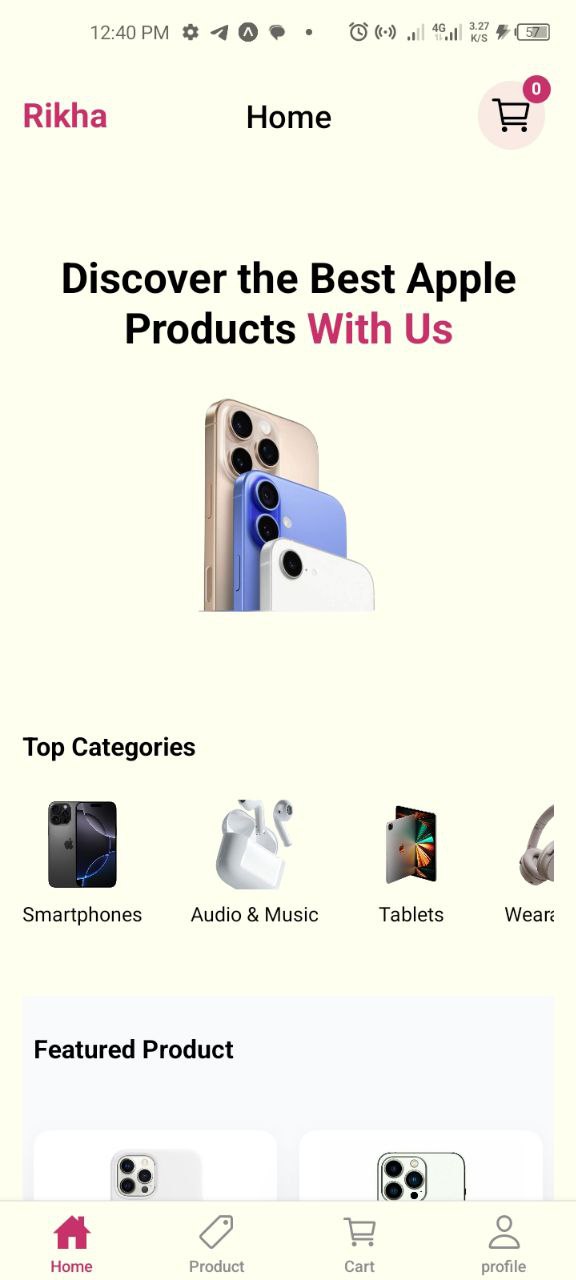 12:40 PM 4G 3.27 K/S 57
Rikha
Home
0
Discover the Best Apple
Products With Us
Top Categories
Smartphones
Audio & Music
Tablets
Weara
Featured Product
Home
Product
Cart
profile